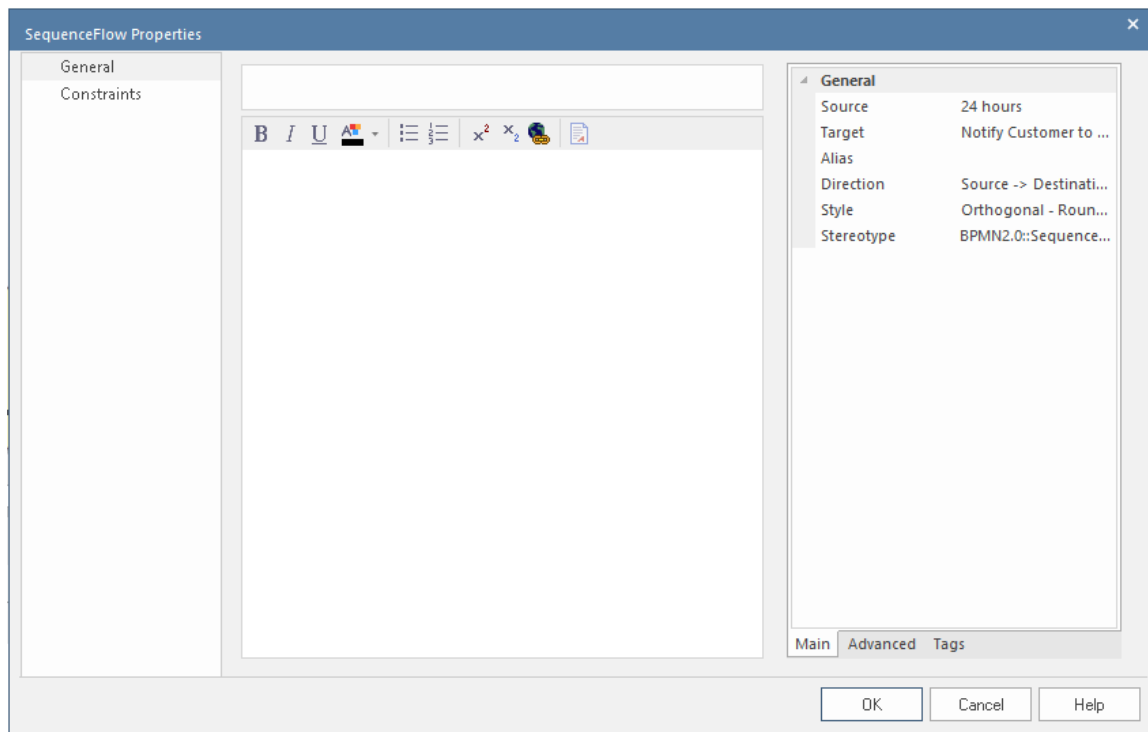 SequenceFlow Properties
General
Constraints
General
Source 24 hours
Target Notify Customer to ...
Alias
Direction Source -> Destinati...
Style Orthogonal - Roun...
Stereotype BPMN2.0::Sequence...
Main Advanced Tags
OK Cancel Help